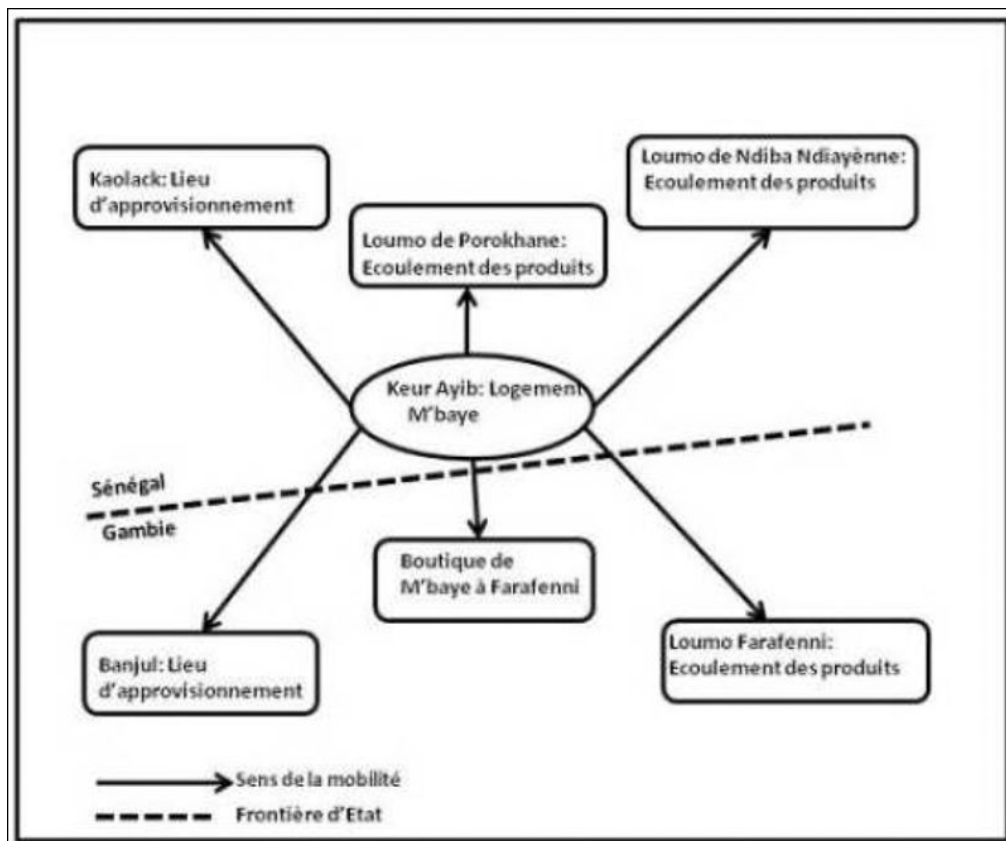 Kaolack: Lieu
d'approvisionnement
Loumo de Porokhane:
Ecoulement des produits
Loumo de Ndiba Ndiayènne:
Ecoulement des produits
Keur Ayib: Logement
M'baye
Sénégal
Gambie
Boutique de
M'baye à Farafenni
Banjul: Lieu
d'approvisionnement
Loumo Farafenni:
Ecoulement des produits
Sens de la mobilité
Frontière d'Etat